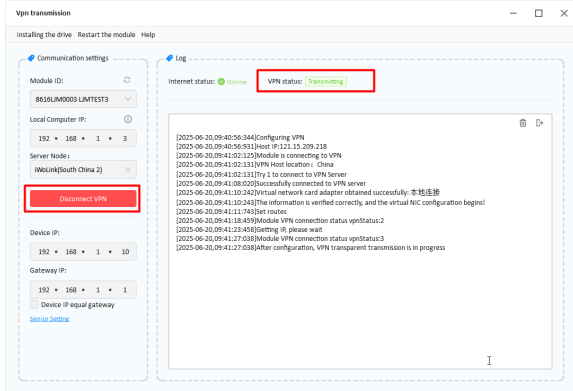 Vpn transmission
Installing the drive Restart the module Help
Communication settings
Module ID:
8616LIM0003 LIMTEST3
Local Computer IP:
192 • 168 • 1 • 3
Server Node:
iWoLink(South China 2)
Disconnect VPN
Device IP:
192 • 168 • 1 • 10
Gateway IP:
192 • 168 • 1 • 1
Device IP equal gateway
Senior Setting
Log
Internet status: Online VPN status: Transmitting
[2025-06-20,09:40:56:344]Configuring VPN
[2025-06-20,09:40:56:931]Host IP:121.15.209.218
[2025-06-20,09:41:02:125]Module is connecting to VPN
[2025-06-20,09:41:02:131]VPN Host location: China
[2025-06-20,09:41:02:131]Try 1 to connect to VPN Server
[2025-06-20,09:41:08:020]Successfully connected to VPN server
[2025-06-20,09:41:10:242]Virtual network card adapter obtained successfully: 本地连接
[2025-06-20,09:41:10:243]The information is verified correctly, and the virtual NIC configuration begins!
[2025-06-20,09:41:11:743]Set routes
[2025-06-20,09:41:18:459]Module VPN connection status vpnStatus:2
[2025-06-20,09:41:23:458]Getting IP, please wait
[2025-06-20,09:41:27:038]Module VPN connection status vpnStatus:3
[2025-06-20,09:41:27:038]After configuration, VPN transparent transmission is in progress